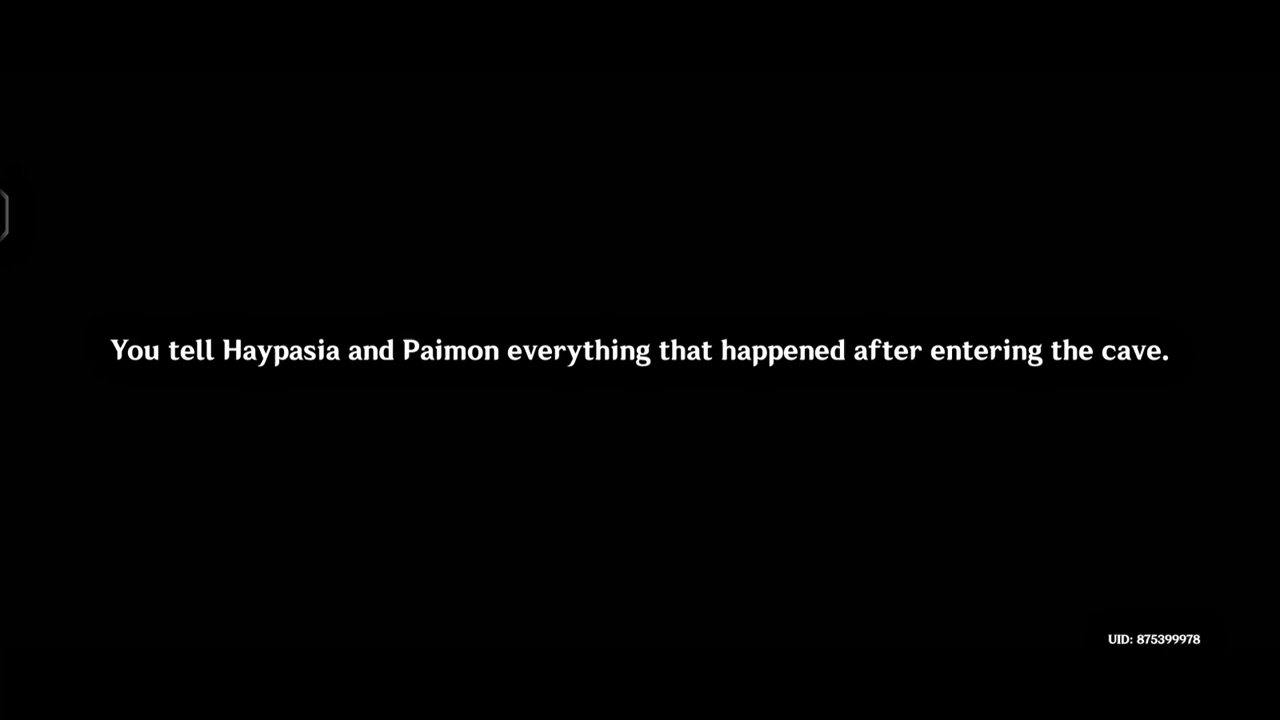 You tell Haypasia and Paimon everything that happened after entering the cave.
UID: 875399978